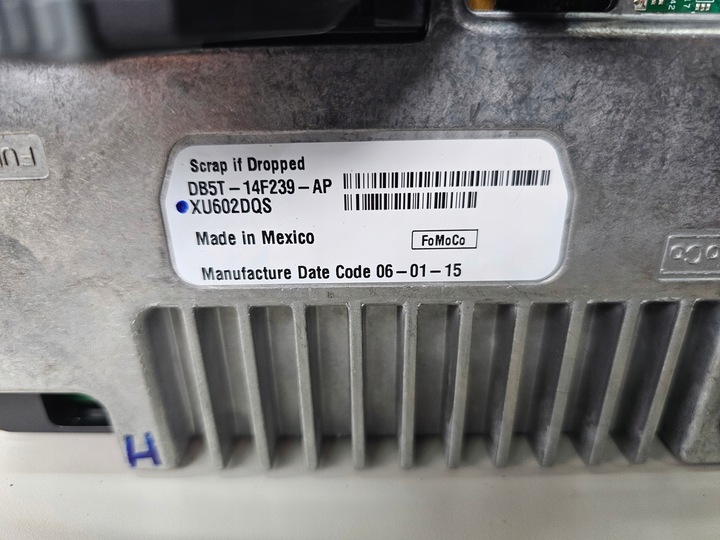 Scrap if Dropped
DB5T-14F239-AP
XU602DQS
Made in Mexico
FoMoCo
Manufacture Date Code 06-01-15
H